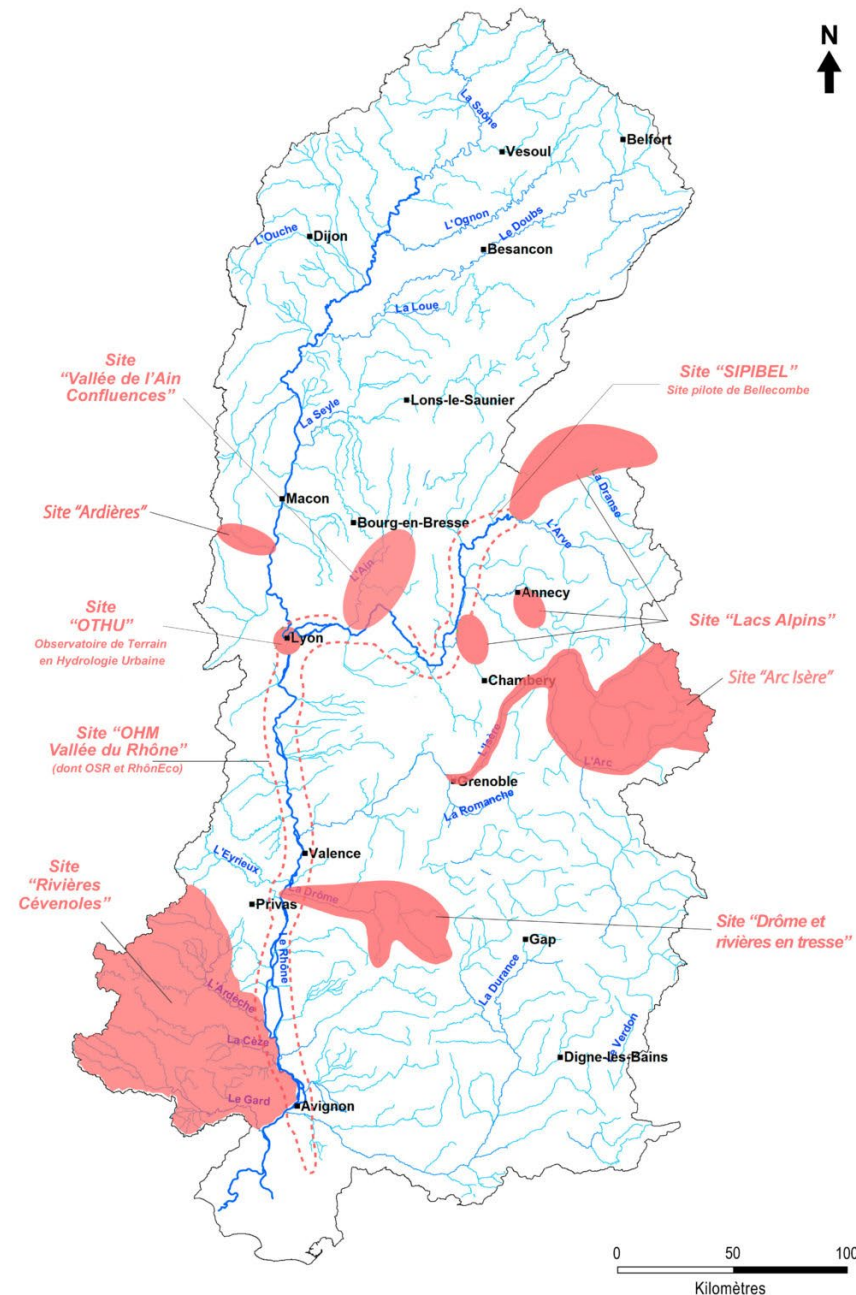 N
La Saône
Vesoul
Belfort
L'Ognon
Le Doubs
L'Ouche
Dijon
Besancon
La Loue
Site
“Vallée de l’Ain
Confluences”
Site “SIPIBEL”
Site pilote de Bellecombe
Lons-le-Saunier
La Seyle
La Dranse
Macon
Site “Ardières”
Bourg-en-Bresse
L'Arve
L'Ain
Annecy
Site
“OTHU”
Observatoire de Terrain
en Hydrologie Urbaine
Lyon
Site “Lacs Alpins”
Chambery
Site “Arc Isère”
Site “OHM
Vallée du Rhône”
(dont OSR et RhônEco)
L'Isère
L'Arc
Grenoble
La Romanche
Valence
L'Eyrieux
Site
“Rivières
Cévenoles”
La Drôme
Privas
Site “Drôme et
rivières en tresse”
Gap
Le Rhône
La Durance
L'Ardèche
La Cèze
Le Verdon
Digne-les-Bains
Le Gard
Avignon
0 50 100
Kilomètres